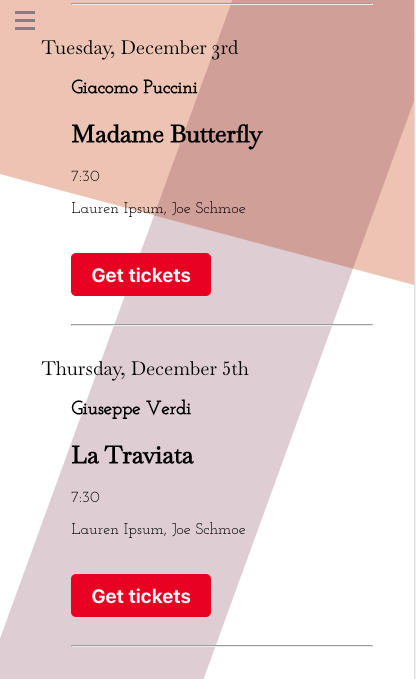 Tuesday, December 3rd
Giacomo Puccini
Madame Butterfly
7:30
Lauren Ipsum, Joe Schmoe
Get tickets
Thursday, December 5th
Giuseppe Verdi
La Traviata
7:30
Lauren Ipsum, Joe Schmoe
Get tickets